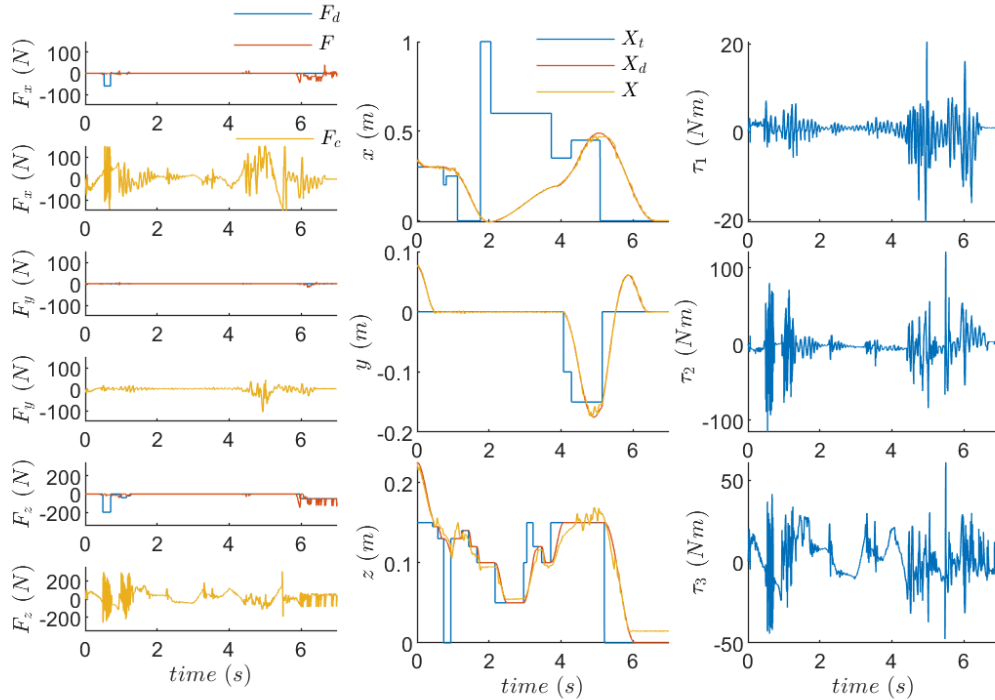 F_d
F
100
0
-100
F_x (N)
0 2 4 6
F_c
100
0
-100
F_x (N)
0 2 4 6
100
0
-100
F_y (N)
0 2 4 6
100
0
-100
F_y (N)
0 2 4 6
200
0
-200
F_z (N)
0 2 4 6
200
0
-200
F_z (N)
0 2 4 6
time (s)
X_t
X_d
X
1
0.5
0
x (m)
0 2 4 6
0.1
0
-0.1
-0.2
y (m)
0 2 4 6
0.2
0.1
0
z (m)
0 2 4 6
time (s)
20
0
-20
τ_1 (Nm)
0 2 4 6
100
0
-100
τ_2 (Nm)
0 2 4 6
50
0
-50
τ_3 (Nm)
0 2 4 6
time (s)